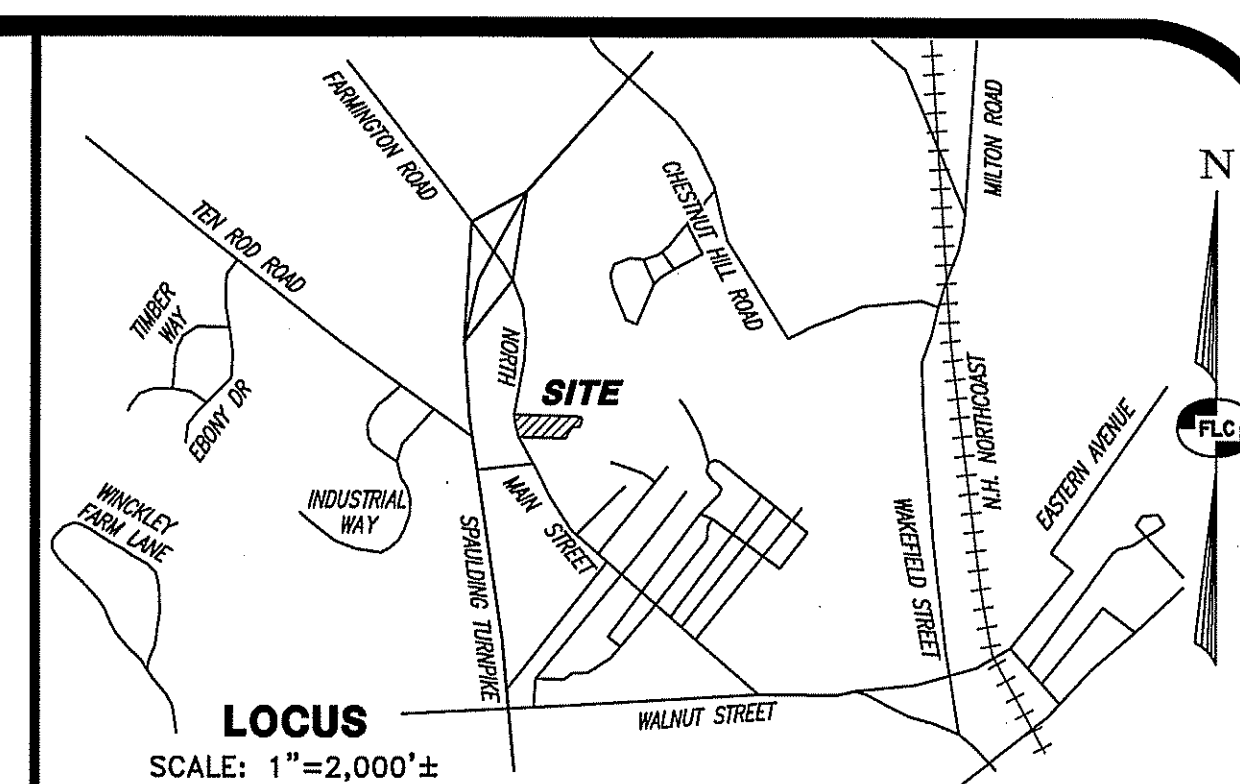 FARMINGTON ROAD
MILTON ROAD
N
CHESTNUT HILL ROAD
TEN ROD ROAD
TIMBER
WAY
NORTH
SITE
N.H. NORTHCOAST
EBONY DR
EASTERN AVENUE
FLC
INDUSTRIAL
WAY
MAIN
STREET
WINCKLEY
FARM LANE
SPAULDING TURNPIKE
WAKEFIELD STREET
LOCUS
WALNUT STREET
SCALE: 1"=2,000'±